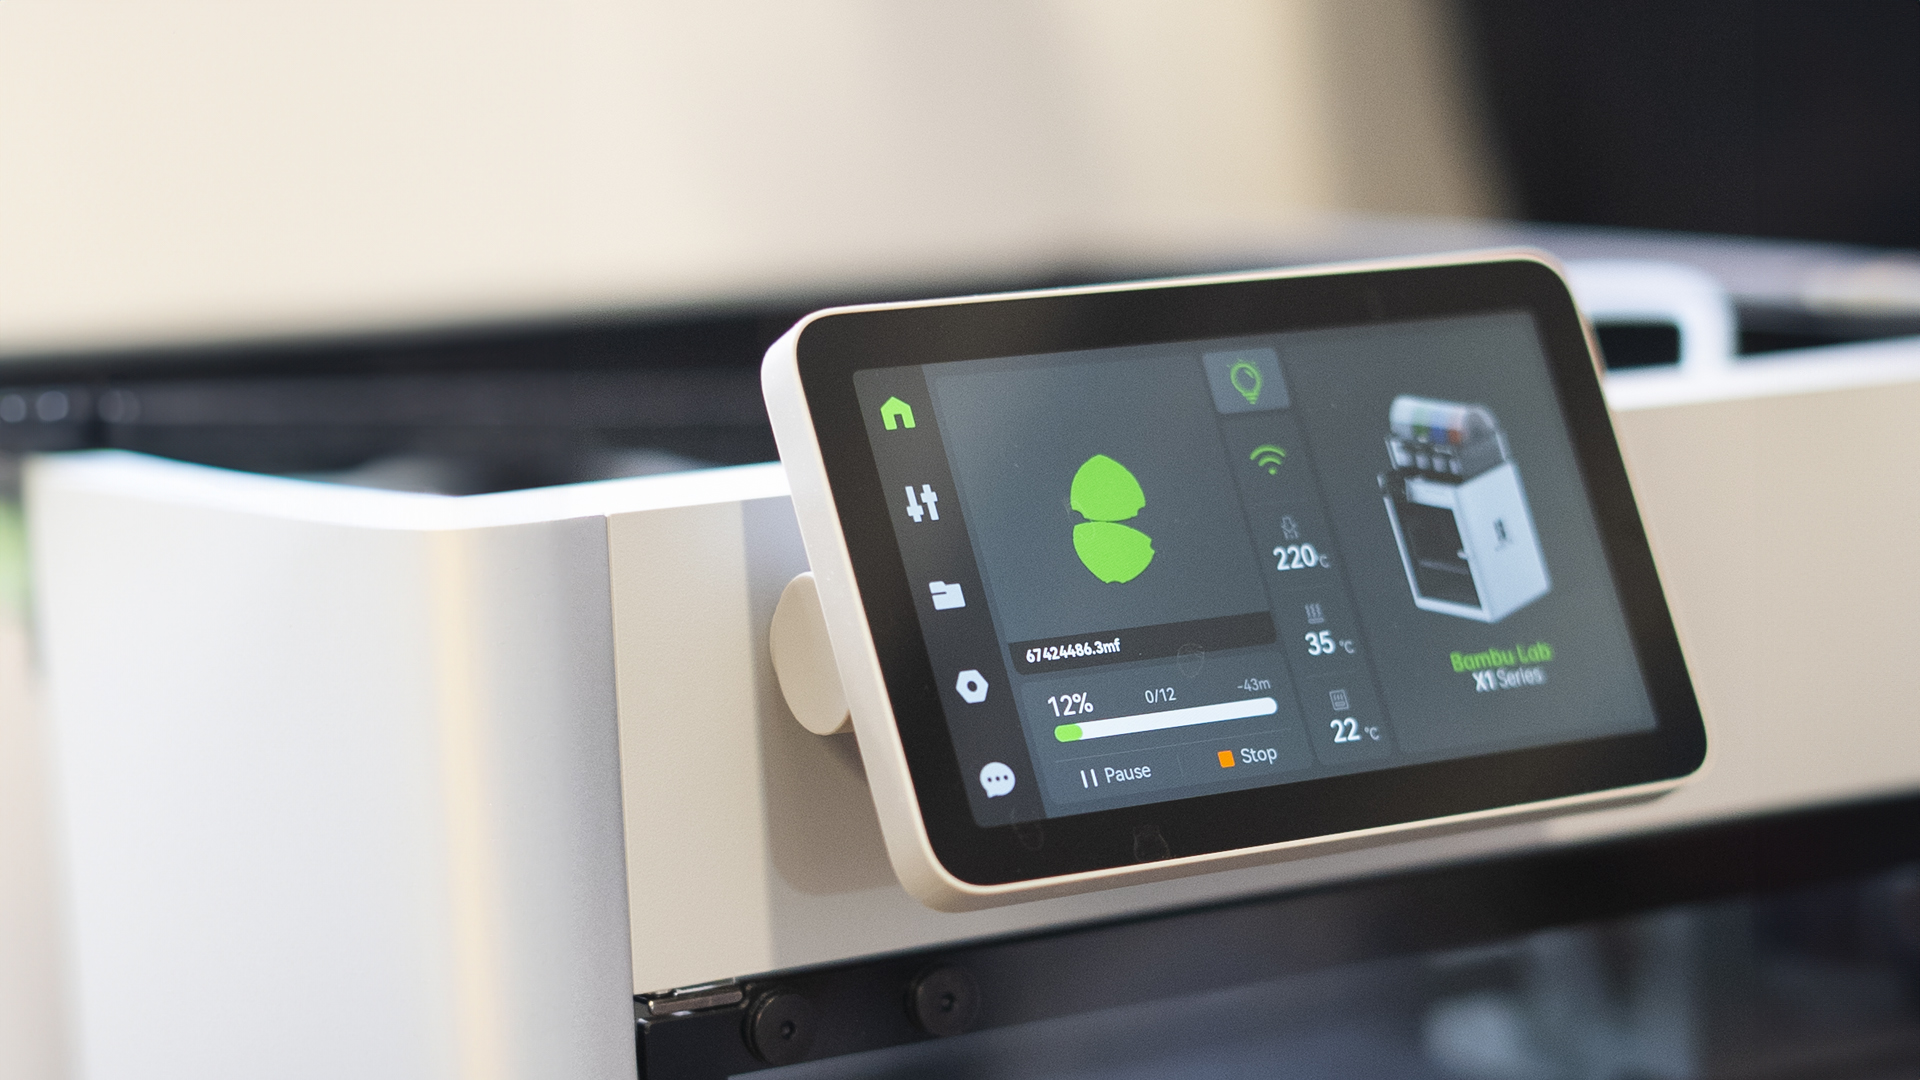 67424486.3mf
12% 0/12 -43m
Pause Stop
220°C
35 °C
22 °C
Bambu Lab
X1 Series